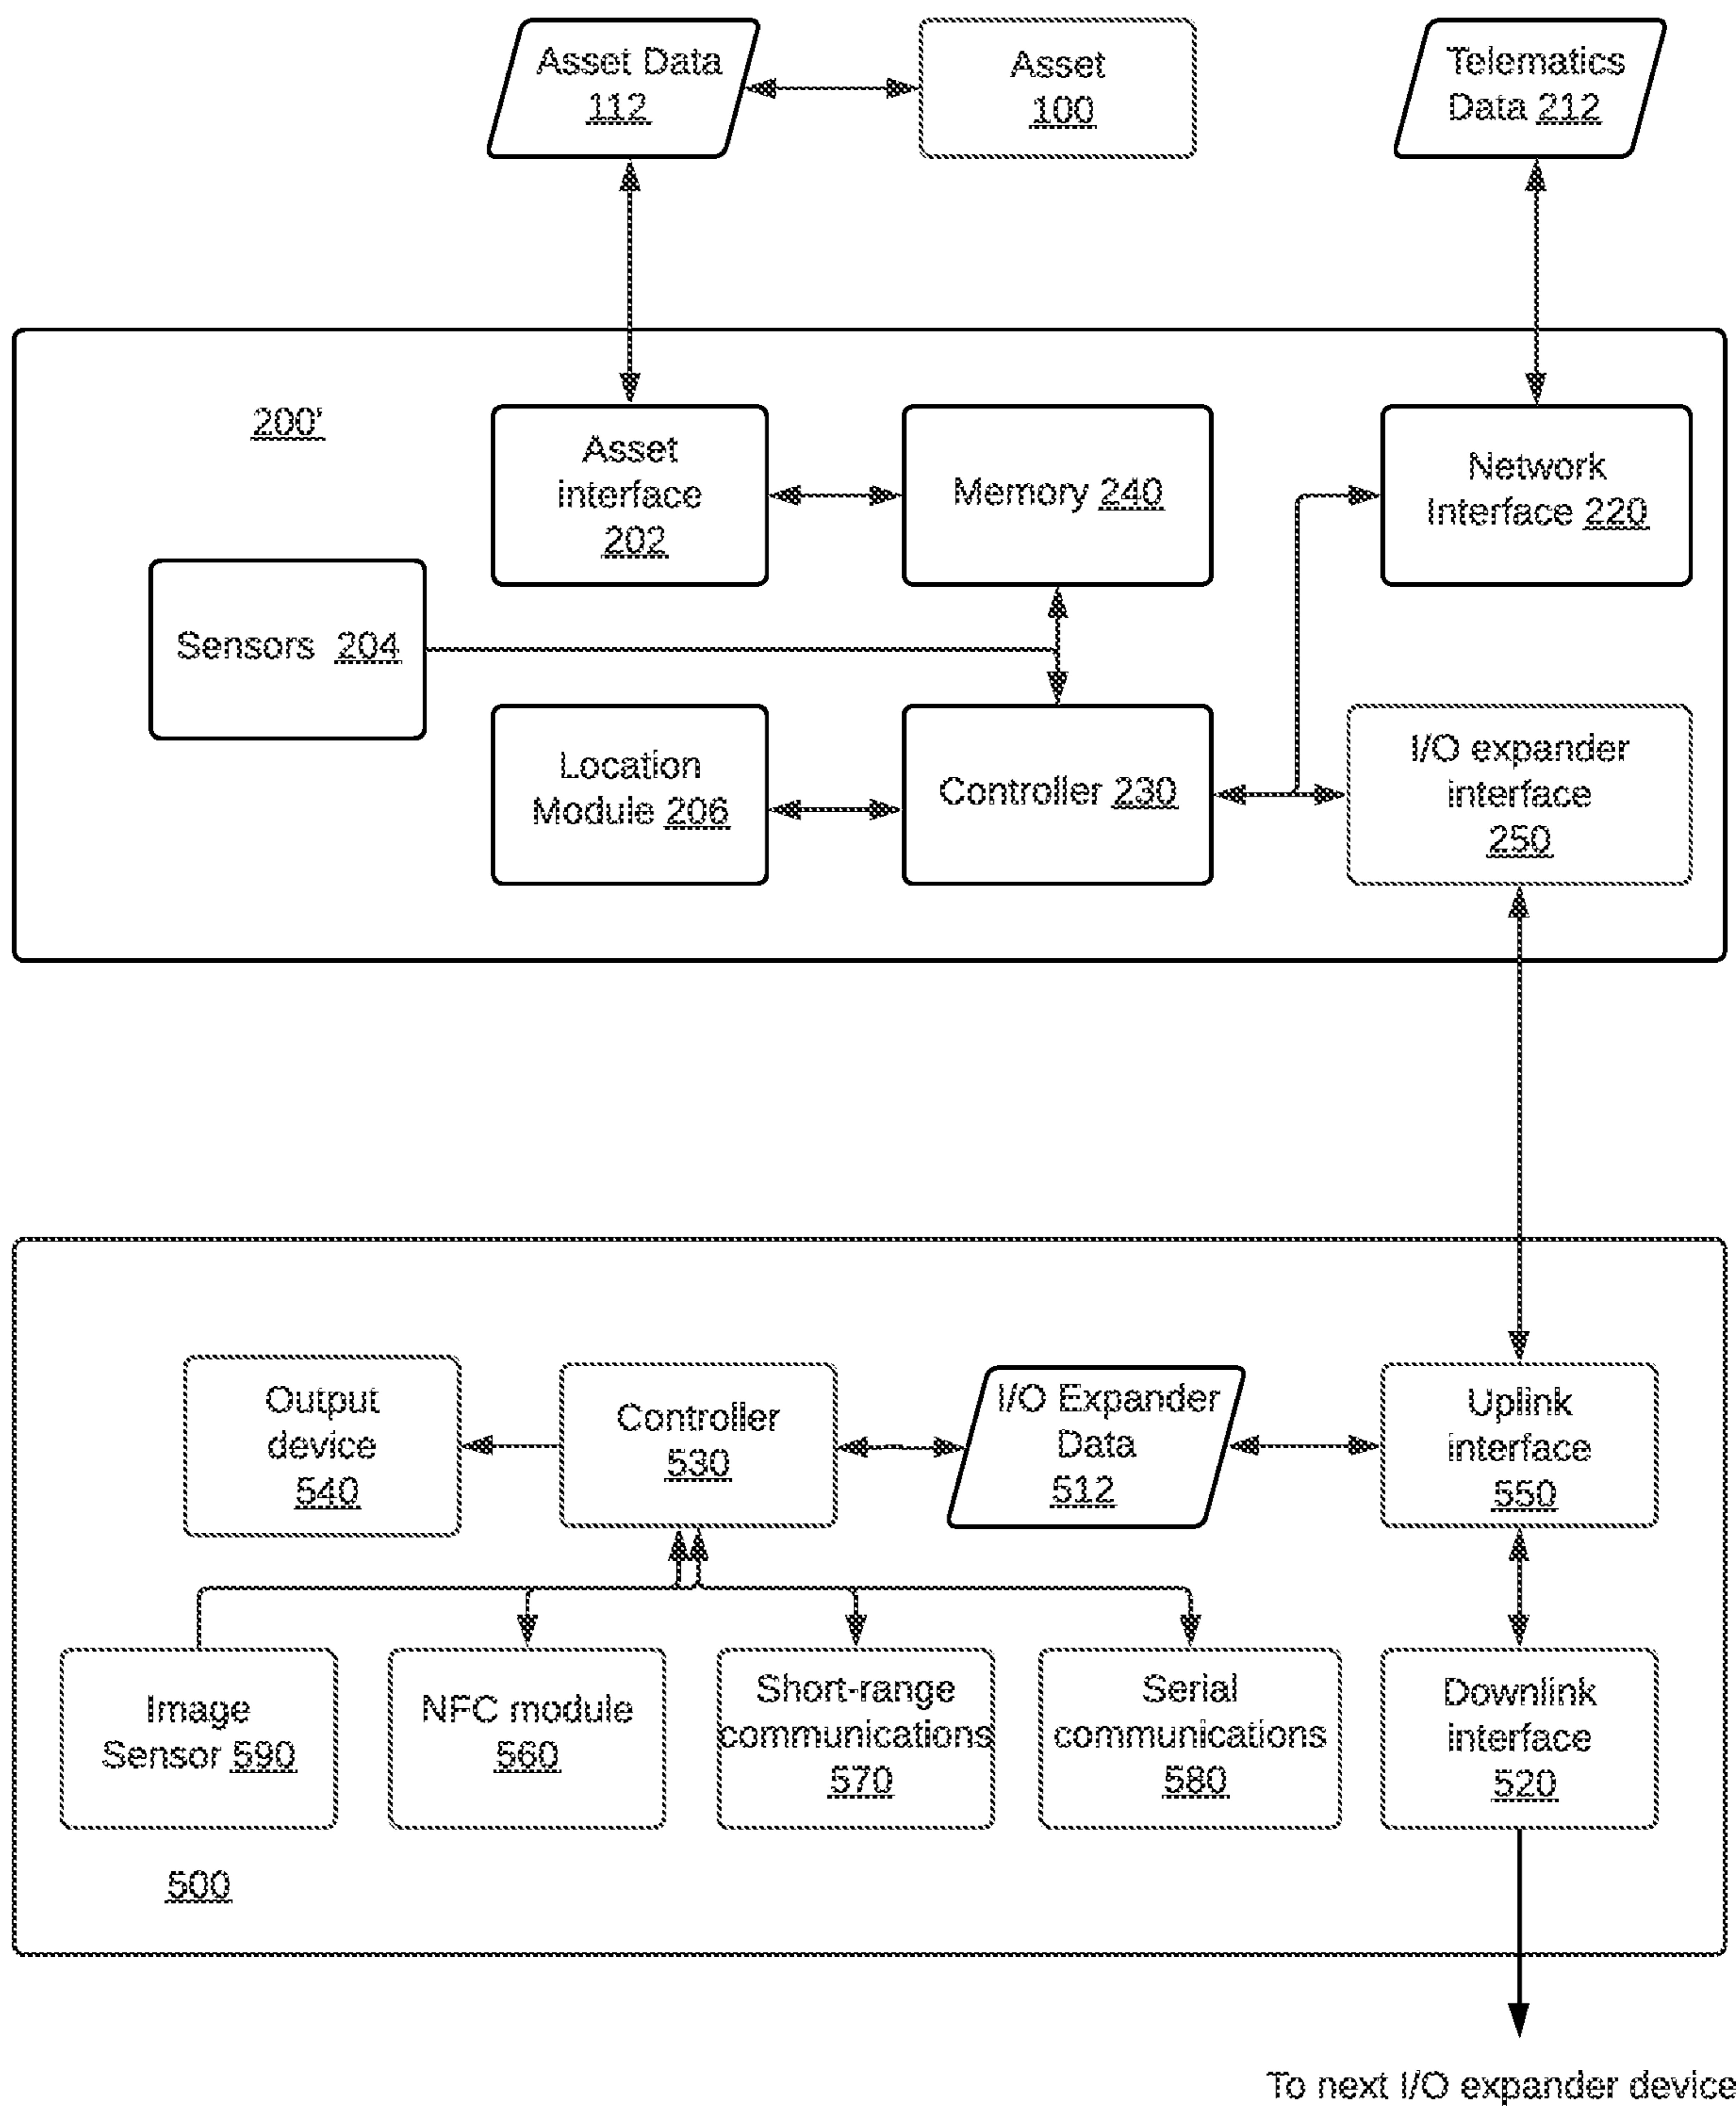 Asset Data
112
Asset
100
Telematics
Data 212
200'
Asset
interface
202
Memory 240
Network
Interface 220
Sensors 204
Location
Module 206
Controller 230
I/O expander
interface
250
Output
device
540
Controller
530
I/O Expander
Data
512
Uplink
interface
550
Image
Sensor 590
NFC module
560
Short-range
communications
570
Serial
communications
580
Downlink
interface
520
500
To next I/O expander device